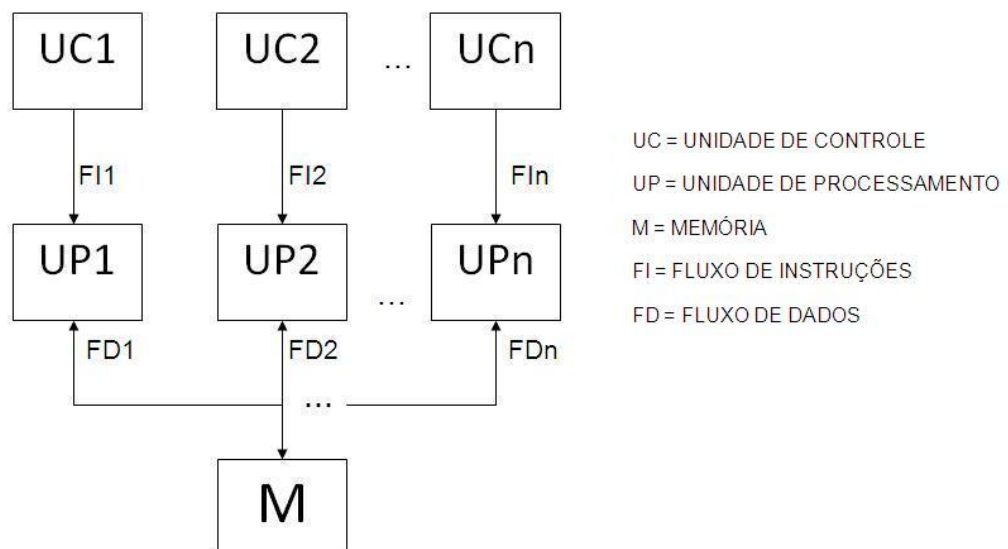 UC1 UC2 ... UCn
FI1 FI2 FIn
UP1 UP2 ... UPn
FD1 FD2 FDn
...
M
UC = UNIDADE DE CONTROLE
UP = UNIDADE DE PROCESSAMENTO
M = MEMÓRIA
FI = FLUXO DE INSTRUÇÕES
FD = FLUXO DE DADOS